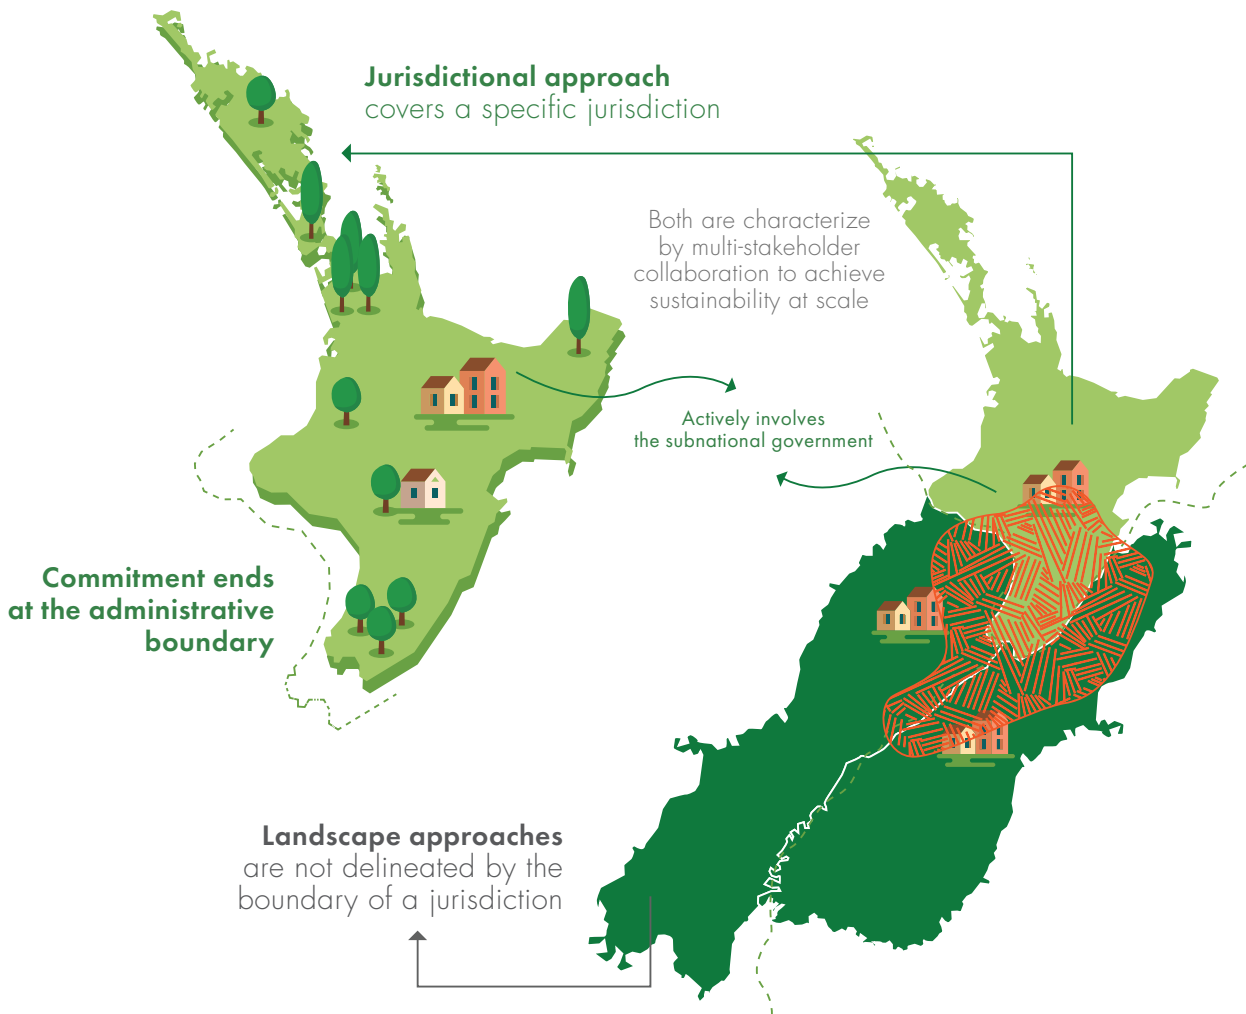 Jurisdictional approach
covers a specific jurisdiction
Both are characterize
by multi-stakeholder
collaboration to achieve
sustainability at scale
Actively involves
the subnational government
Commitment ends
at the administrative
boundary
Landscape approaches
are not delineated by the
boundary of a jurisdiction